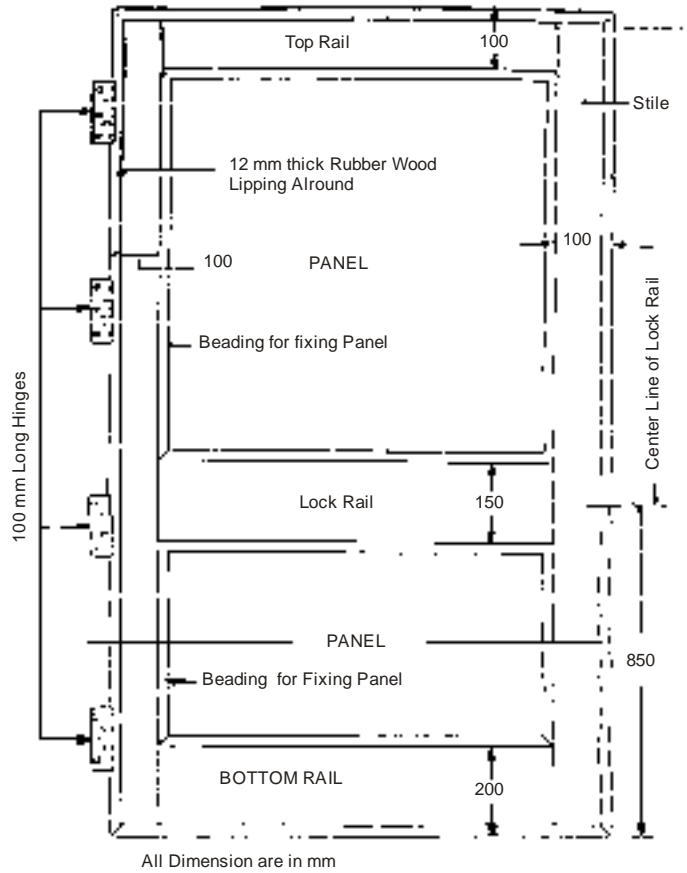 Top Rail
100
Stile
12 mm thick Rubber Wood
Lipping Alround
100
100
PANEL
Beading for fixing Panel
Center Line of Lock Rail
100 mm Long Hinges
Lock Rail
150
PANEL
850
Beading for Fixing Panel
BOTTOM RAIL
200
All Dimension are in mm